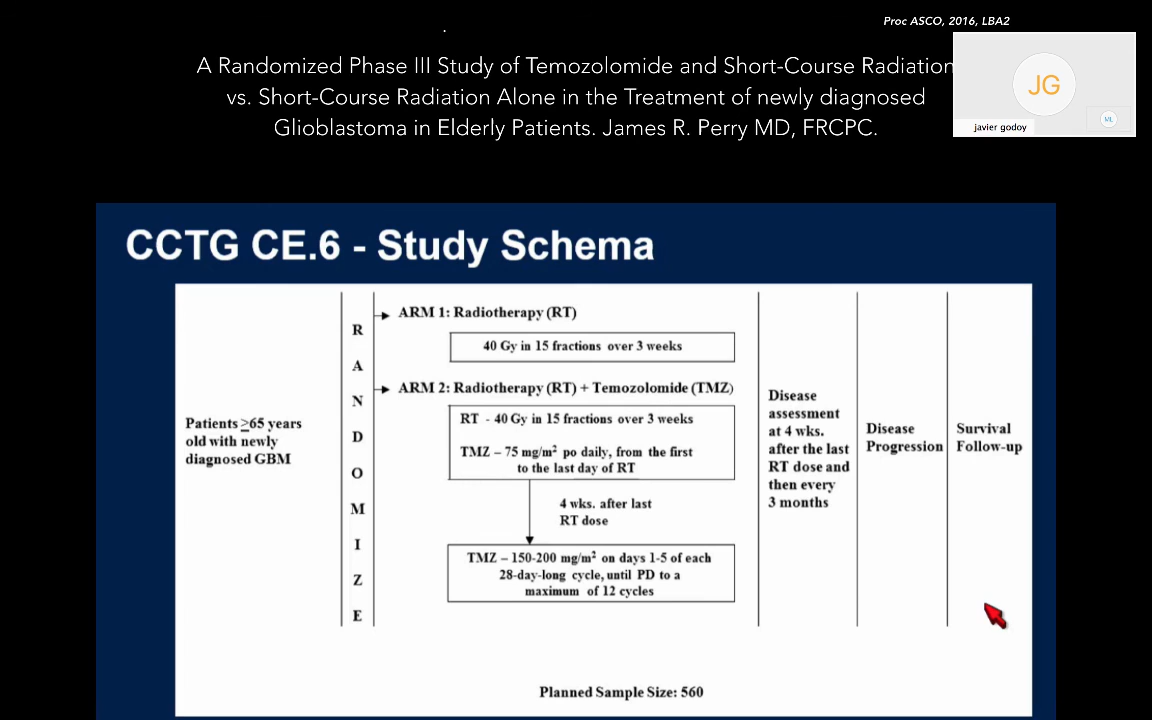 Proc ASCO, 2016, LBA2
A Randomized Phase III Study of Temozolomide and Short-Course Radiation
vs. Short-Course Radiation Alone in the Treatment of newly diagnosed
Glioblastoma in Elderly Patients. James R. Perry MD, FRCPC.
JG
ML
javier godoy
CCTG CE.6 - Study Schema
Patients ≥65 years
old with newly
diagnosed GBM
R
A
N
D
O
M
I
Z
E
ARM 1: Radiotherapy (RT)
40 Gy in 15 fractions over 3 weeks
ARM 2: Radiotherapy (RT) + Temozolomide (TMZ)
RT - 40 Gy in 15 fractions over 3 weeks
TMZ – 75 mg/m² po daily, from the first
to the last day of RT
4 wks. after last
RT dose
TMZ – 150-200 mg/m² on days 1-5 of each
28-day-long cycle, until PD to a
maximum of 12 cycles
Disease
assessment
at 4 wks.
after the last
RT dose and
then every
3 months
Disease
Progression
Survival
Follow-up
Planned Sample Size: 560